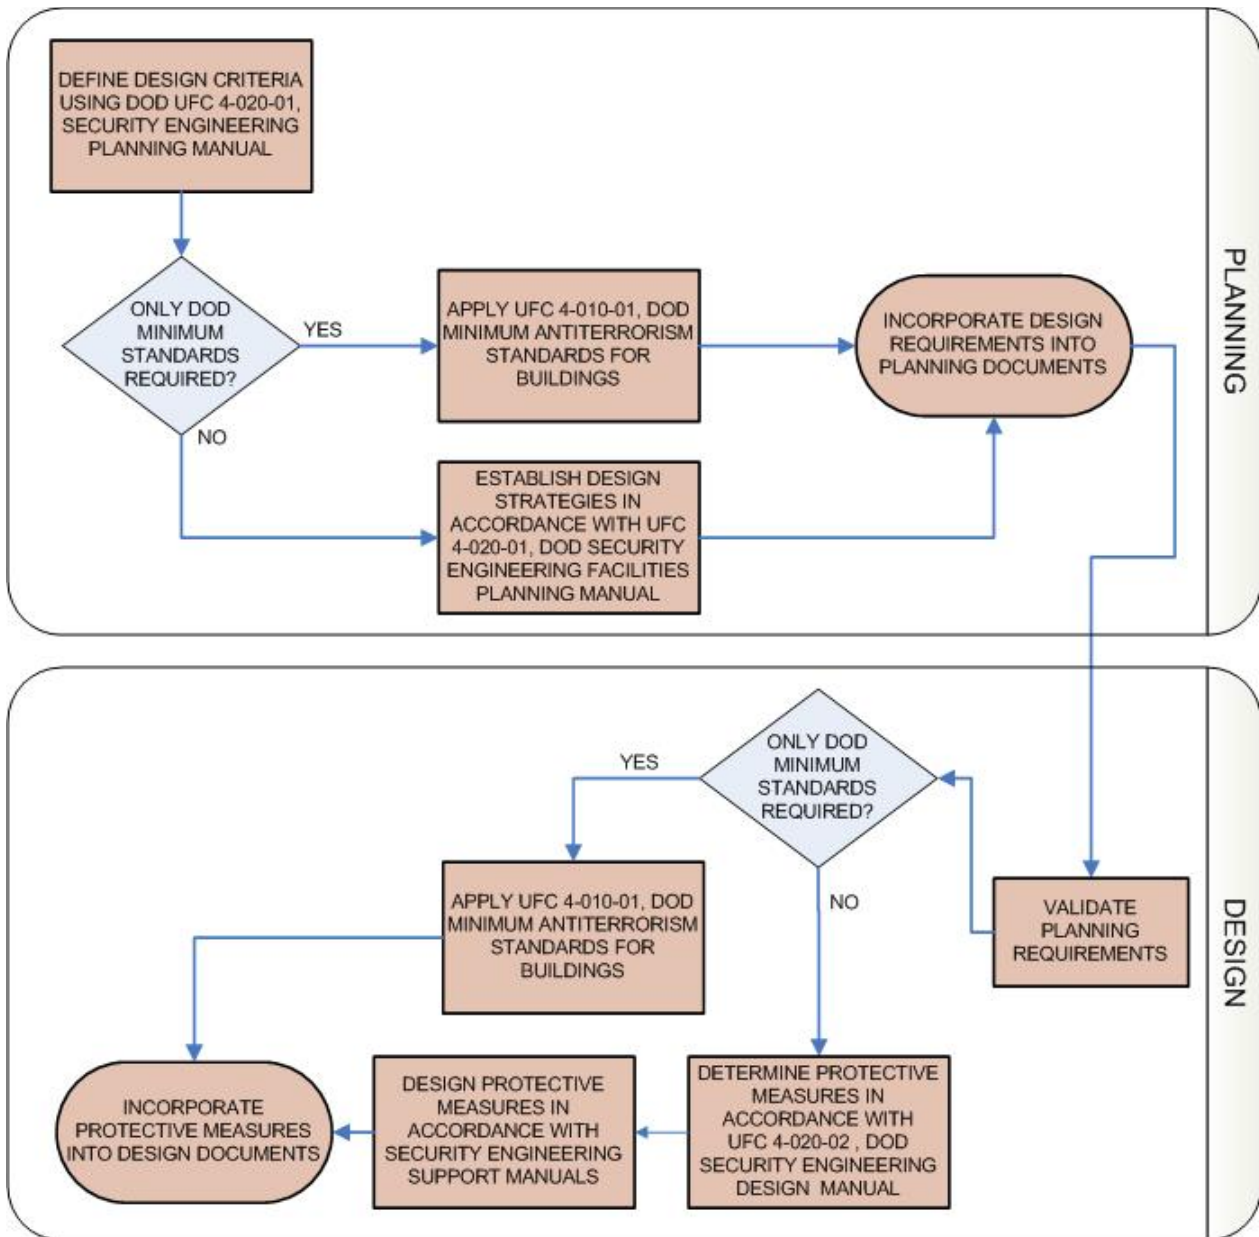 DEFINE DESIGN CRITERIA
USING DOD UFC 4-020-01,
SECURITY ENGINEERING
PLANNING MANUAL
ONLY DOD
MINIMUM
STANDARDS
REQUIRED?
YES
NO
APPLY UFC 4-010-01, DOD
MINIMUM ANTITERRORISM
STANDARDS FOR
BUILDINGS
INCORPORATE DESIGN
REQUIREMENTS INTO
PLANNING DOCUMENTS
ESTABLISH DESIGN
STRATEGIES IN
ACCORDANCE WITH UFC
4-020-01, DOD SECURITY
ENGINEERING FACILITIES
PLANNING MANUAL
PLANNING
ONLY DOD
MINIMUM
STANDARDS
REQUIRED?
YES
NO
APPLY UFC 4-010-01, DOD
MINIMUM ANTITERRORISM
STANDARDS FOR
BUILDINGS
VALIDATE
PLANNING
REQUIREMENTS
INCORPORATE
PROTECTIVE MEASURES
INTO DESIGN DOCUMENTS
DESIGN PROTECTIVE
MEASURES IN
ACCORDANCE WITH
SECURITY ENGINEERING
SUPPORT MANUALS
DETERMINE PROTECTIVE
MEASURES IN
ACCORDANCE WITH
UFC 4-020-02 , DOD
SECURITY ENGINEERING
DESIGN MANUAL
DESIGN